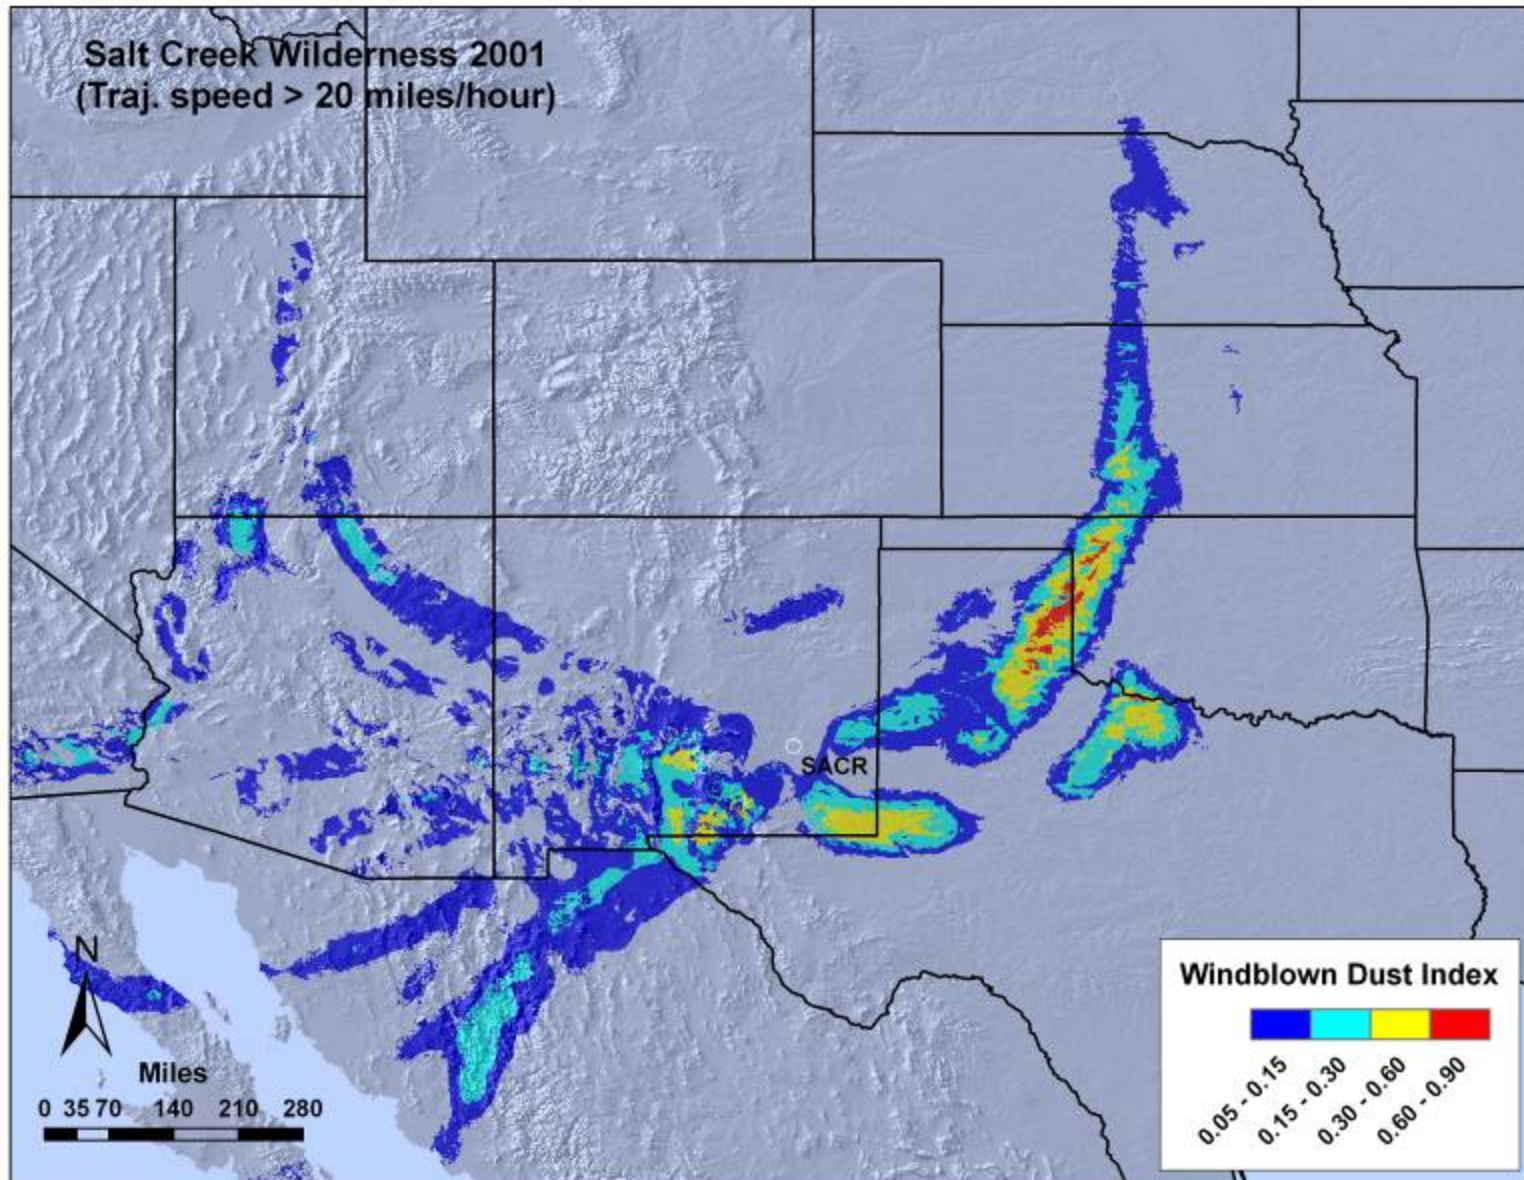 Salt Creek Wilderness 2001
(Traj. speed > 20 miles/hour)
SACR
N
Miles
0 35 70 140 210 280
Windblown Dust Index
0.05 - 0.15
0.15 - 0.30
0.30 - 0.60
0.60 - 0.90